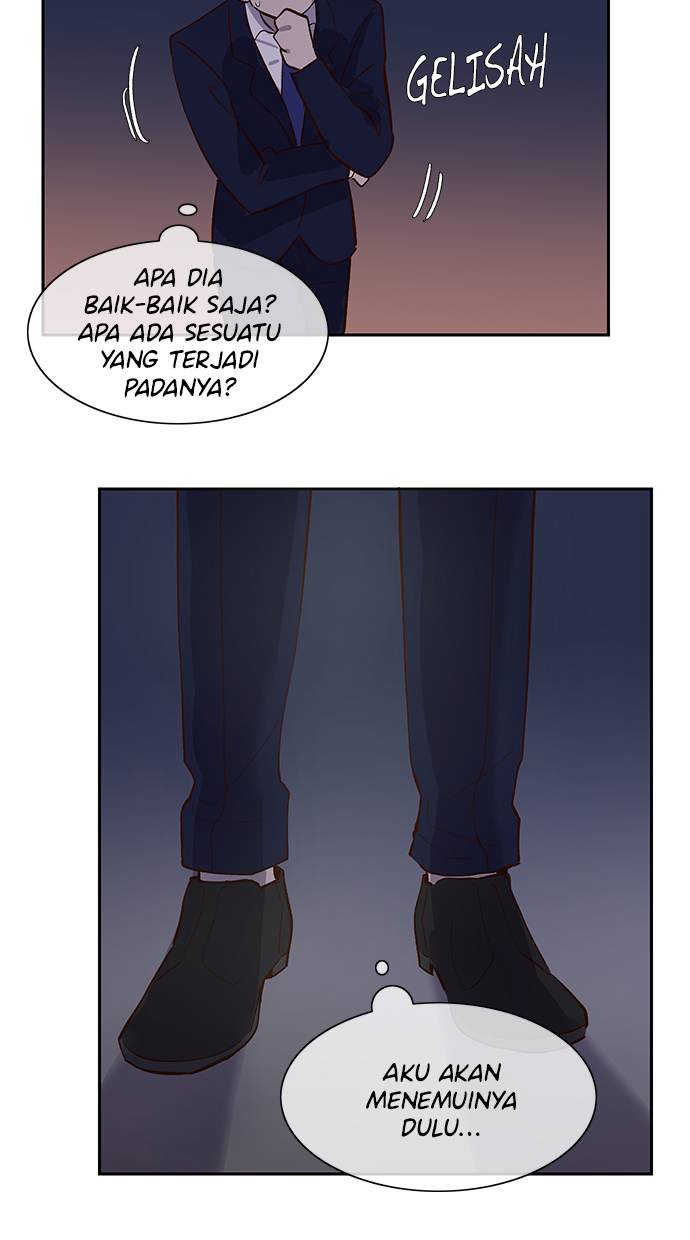 GELISAH
APA DIA
BAIK-BAIK SAJA?
APA ADA SESUATU
YANG TERJADI
PADANYA?
AKU AKAN
MENEMUINYA
DULU...